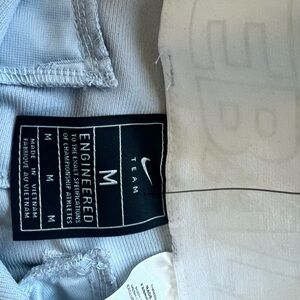 TEAM
M
ENGINEERED
TO THE EXACT SPECIFICATIONS
OF CHAMPIONSHIP ATHLETES
M M M
MADE IN VIETNAM
FABRIQUÉ AU VIETNAM